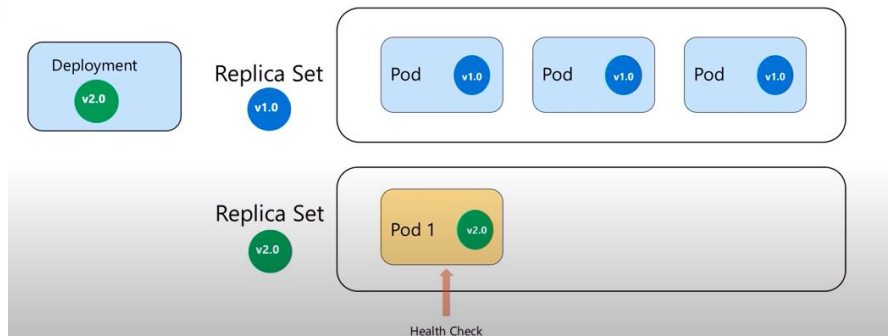 Deployment
v2.0
Replica Set
v1.0
Pod v1.0
Pod v1.0
Pod v1.0
Replica Set
v2.0
Pod 1 v2.0
Health Check